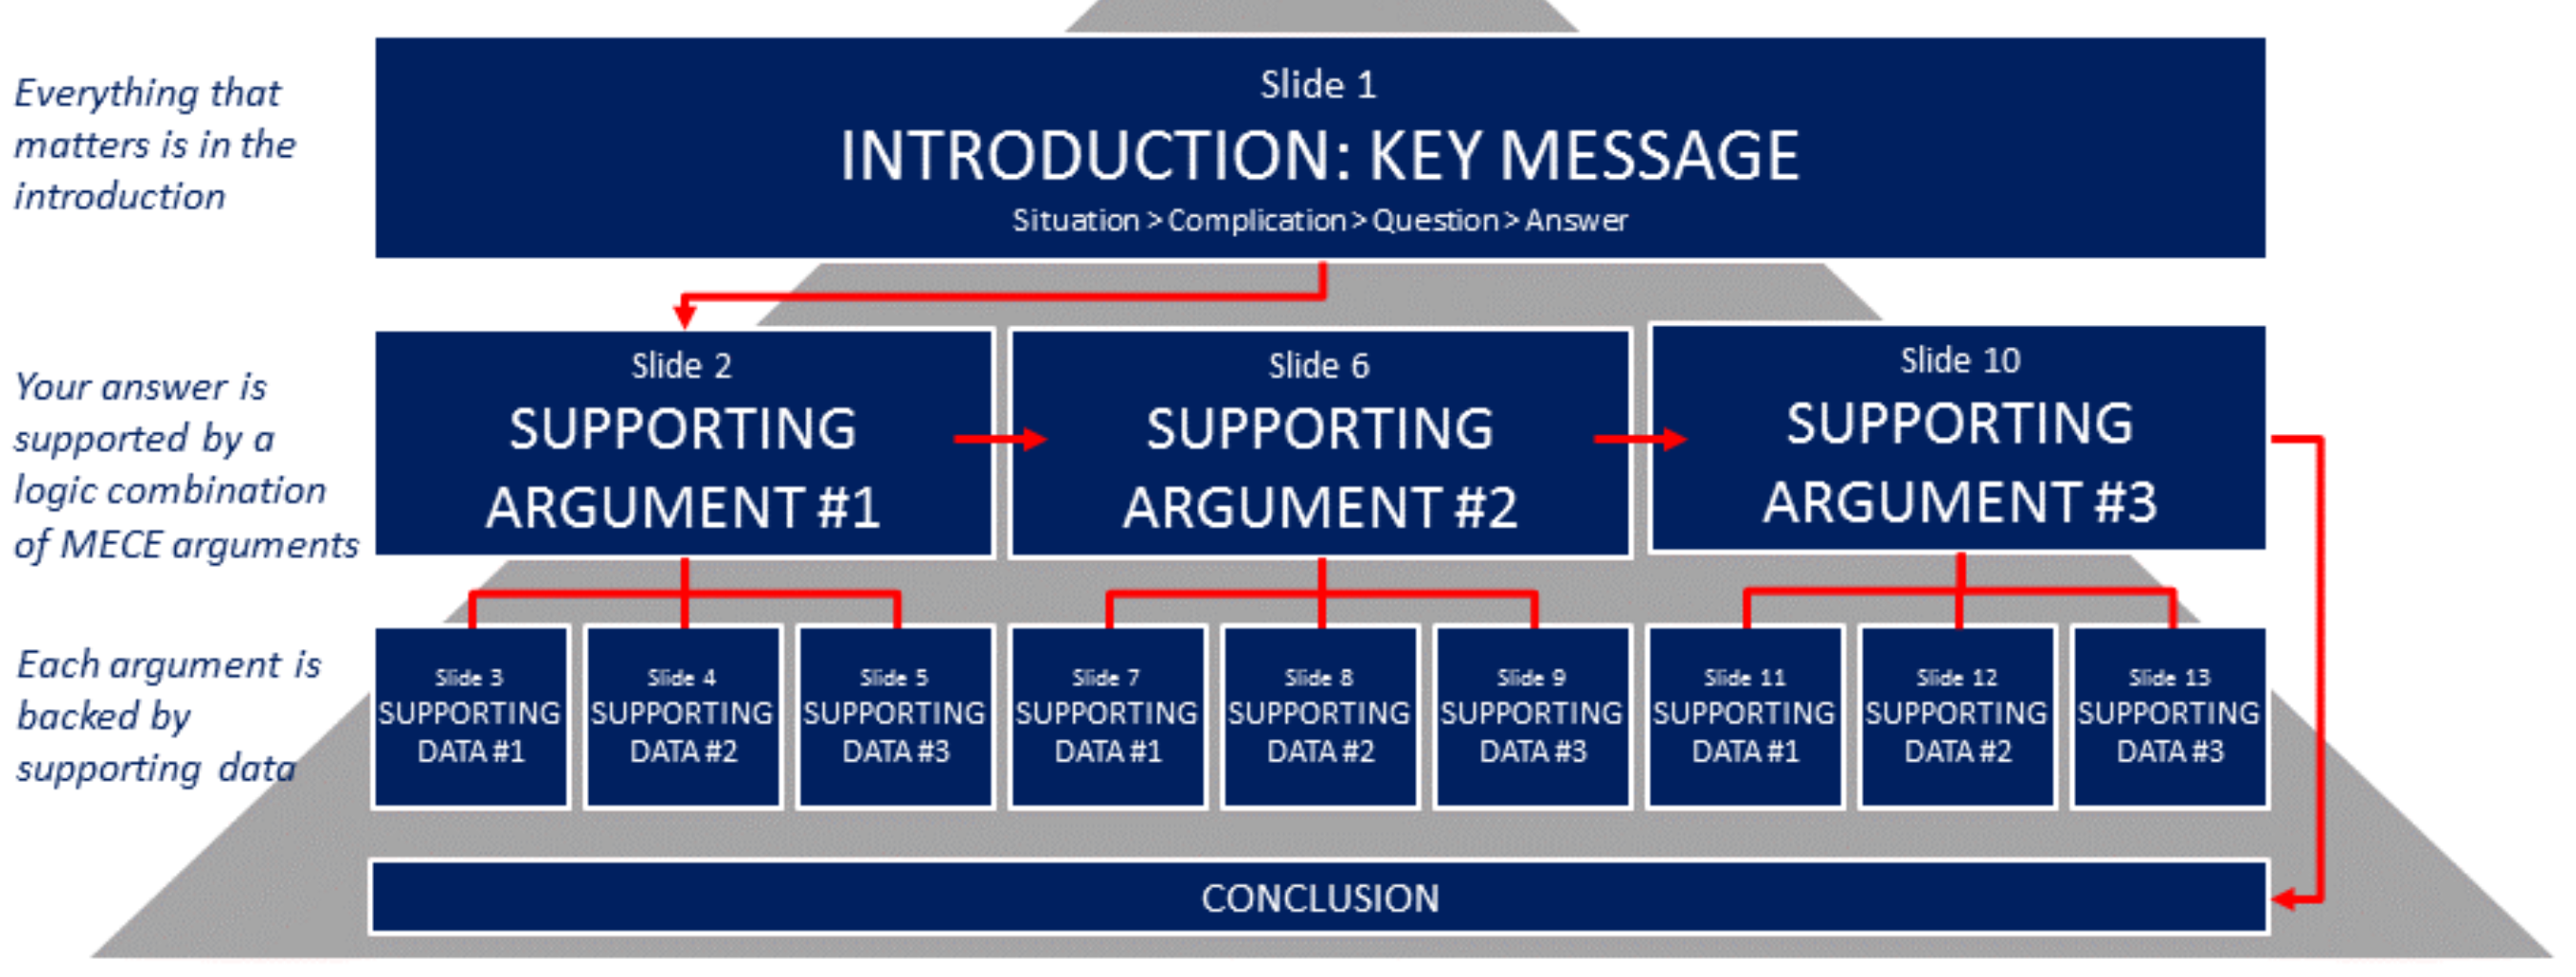 Everything that
matters is in the
introduction
Slide 1
INTRODUCTION: KEY MESSAGE
Situation > Complication > Question > Answer
Your answer is
supported by a
logic combination
of MECE arguments
Slide 2
SUPPORTING
ARGUMENT #1
Slide 6
SUPPORTING
ARGUMENT #2
Slide 10
SUPPORTING
ARGUMENT #3
Each argument is
backed by
supporting data
Slide 3
SUPPORTING
DATA #1
Slide 4
SUPPORTING
DATA #2
Slide 5
SUPPORTING
DATA #3
Slide 7
SUPPORTING
DATA #1
Slide 8
SUPPORTING
DATA #2
Slide 9
SUPPORTING
DATA #3
Slide 11
SUPPORTING
DATA #1
Slide 12
SUPPORTING
DATA #2
Slide 13
SUPPORTING
DATA #3
CONCLUSION